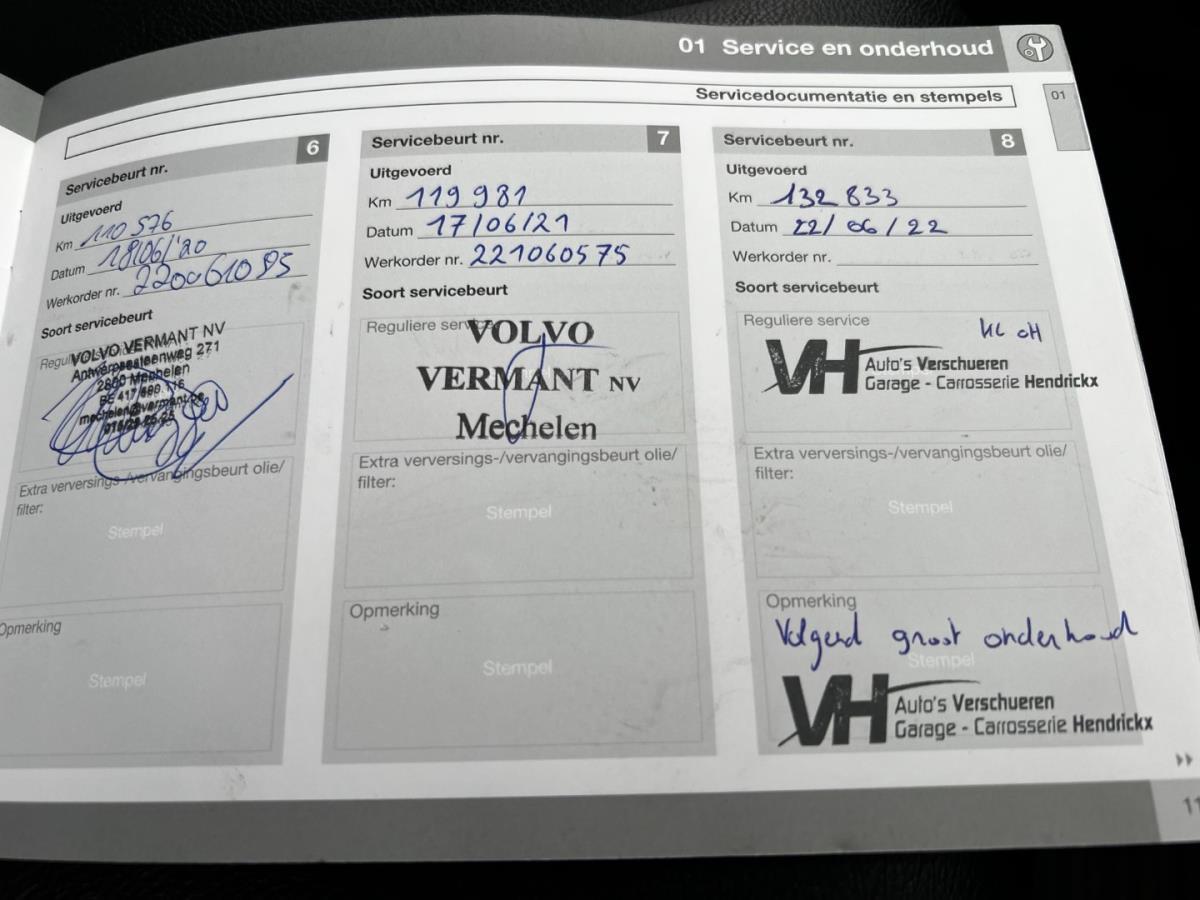 01 Service en onderhoud
Servicedocumentatie en stempels
01
Servicebeurt nr. 6
Uitgevoerd
Km 110 576
Datum 18/06/'20
Werkorder nr. 220061095
Soort servicebeurt
VOLVO VERMANT NV
Antwerpsesteenweg 271
2800 Mechelen
mechelen@vermant.be
Extra verversings-/vervangingsbeurt olie/
filter:
Stempel
Opmerking
Stempel
Servicebeurt nr. 7
Uitgevoerd
Km 119 981
Datum 17/06/21
Werkorder nr. 221060575
Soort servicebeurt
Reguliere service
VOLVO
VERMANT NV
Mechelen
Extra verversings-/vervangingsbeurt olie/
filter:
Stempel
Opmerking
Stempel
Servicebeurt nr. 8
Uitgevoerd
Km 132 833
Datum 22/06/22
Werkorder nr.
Soort servicebeurt
Reguliere service
VH Auto's Verschueren
Garage - Carrosserie Hendrickx
Extra verversings-/vervangingsbeurt olie/
filter:
Stempel
Opmerking
Volgend groot onderhoud
Stempel
VH Auto's Verschueren
Garage - Carrosserie Hendrickx
11